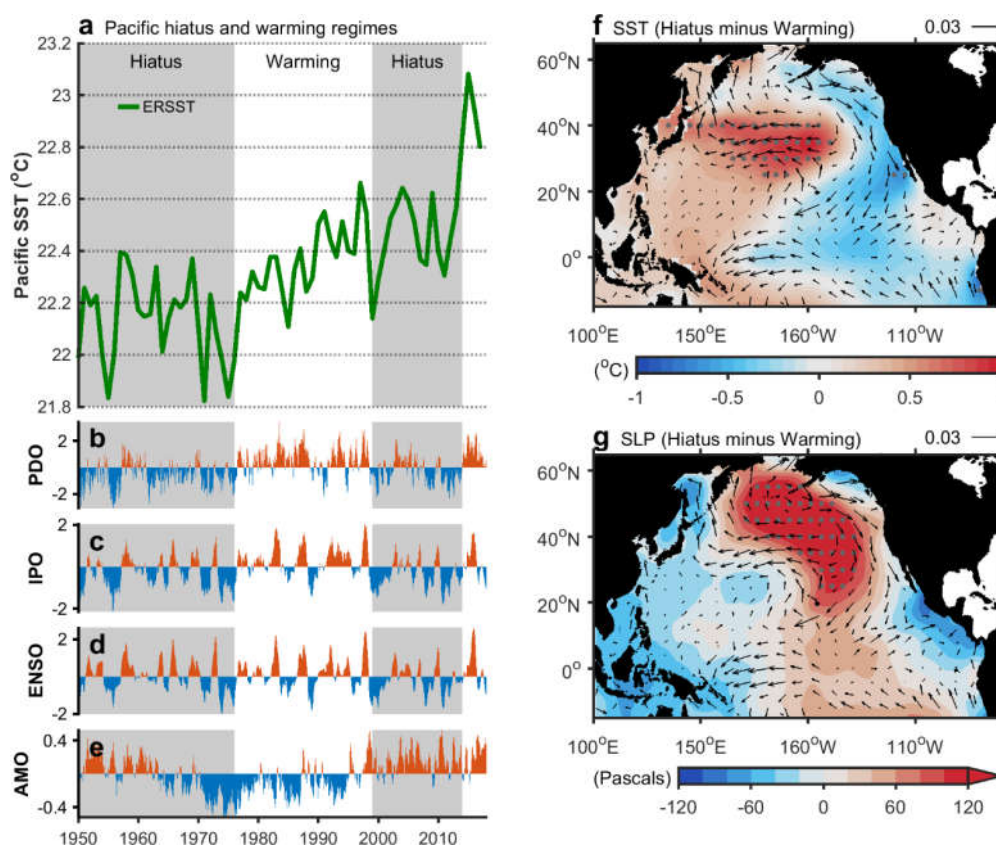 a Pacific hiatus and warming regimes
23.2
Hiatus Warming Hiatus
ERSST
23
22.8
22.6
22.4
22.2
22
21.8
Pacific SST (°C)
b
PDO
2
-2
c
IPO
2
-2
d
ENSO
2
-2
e
AMO
0.4
-0.4
1950 1960 1970 1980 1990 2000 2010
f SST (Hiatus minus Warming) 0.03
60°N
40°N
20°N
0°
100°E 150°E 160°W 110°W
(°C)
-1 -0.5 0 0.5
g SLP (Hiatus minus Warming) 0.03
60°N
40°N
20°N
0°
100°E 150°E 160°W 110°W
(Pascals)
-120 -60 0 60 120